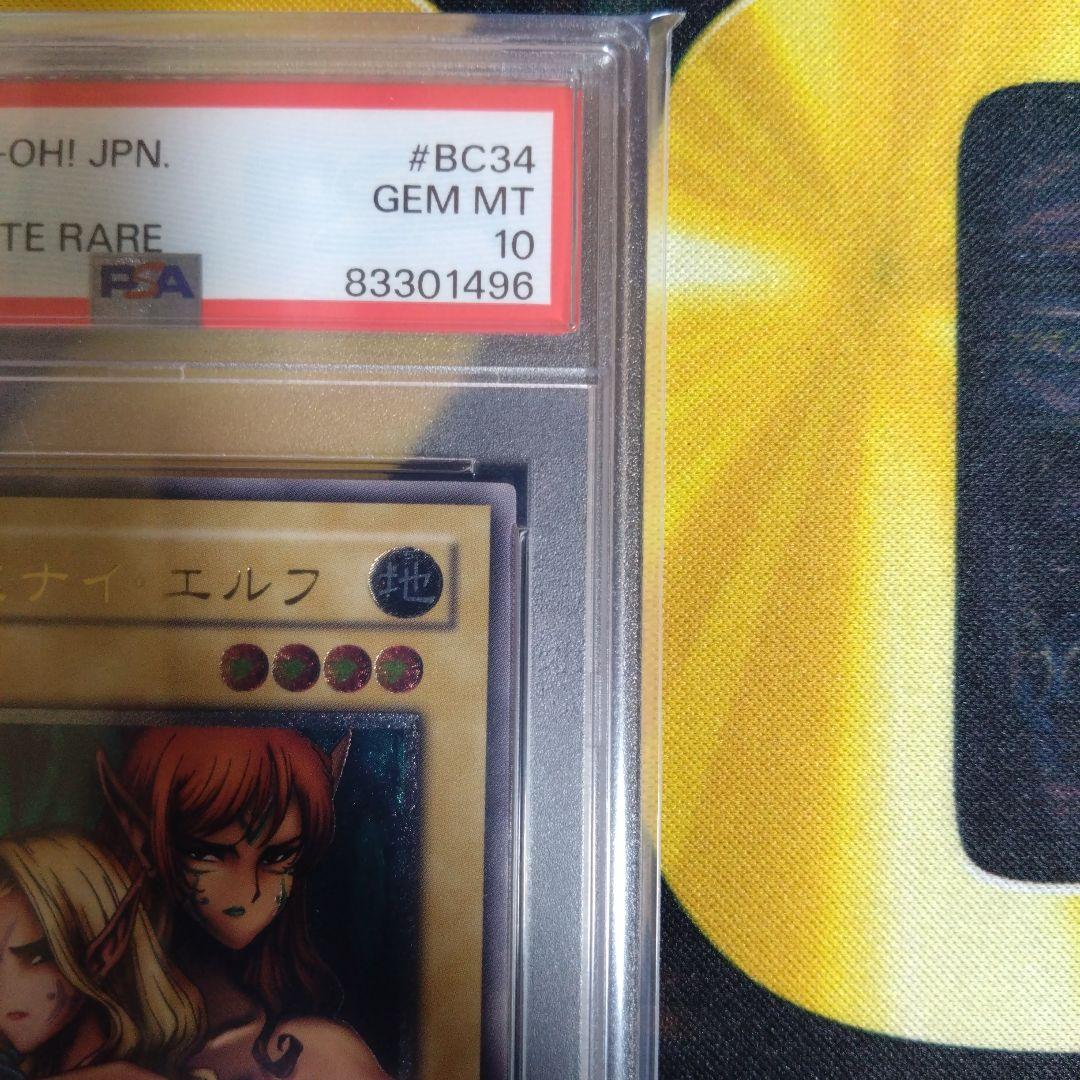 -OH! JPN. #BC34
GEM MT
TE RARE 10
PSA 83301496
ナイ・エルフ 地